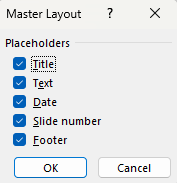 Master Layout ? ×
Placeholders
Title
Text
Date
Slide number
Footer
OK Cancel